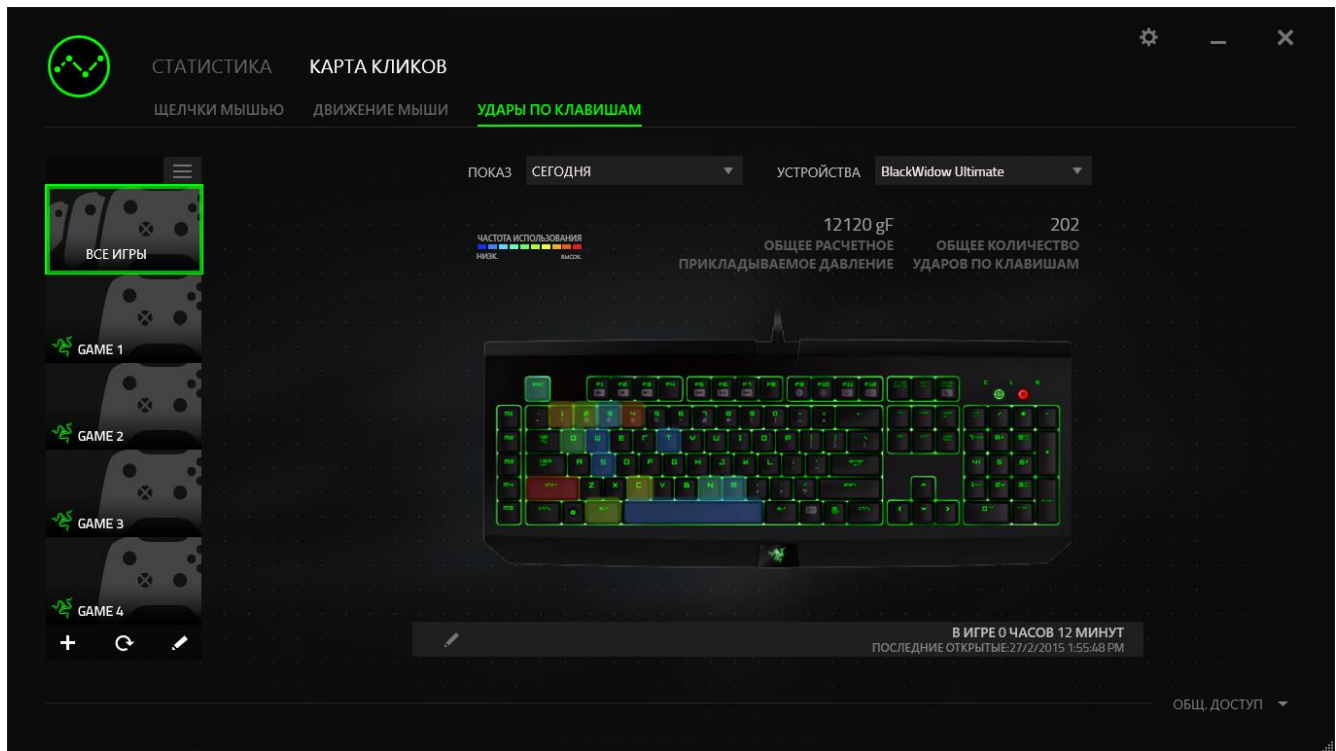 СТАТИСТИКА КАРТА КЛИКОВ
ЩЕЛЧКИ МЫШЬЮ ДВИЖЕНИЕ МЫШИ УДАРЫ ПО КЛАВИШАМ
ПОКАЗ СЕГОДНЯ УСТРОЙСТВА BlackWidow Ultimate
ВСЕ ИГРЫ
GAME 1
GAME 2
GAME 3
GAME 4
ЧАСТОТА ИСПОЛЬЗОВАНИЯ
НИЗК. ВЫСОК.
12120 gF
ОБЩЕЕ РАСЧЕТНОЕ
ПРИКЛАДЫВАЕМОЕ ДАВЛЕНИЕ
202
ОБЩЕЕ КОЛИЧЕСТВО
УДАРОВ ПО КЛАВИШАМ
В ИГРЕ 0 ЧАСОВ 12 МИНУТ
ПОСЛЕДНИЕ ОТКРЫТЫЕ:27/2/2015 1:55:48 PM
ОБЩ. ДОСТУП